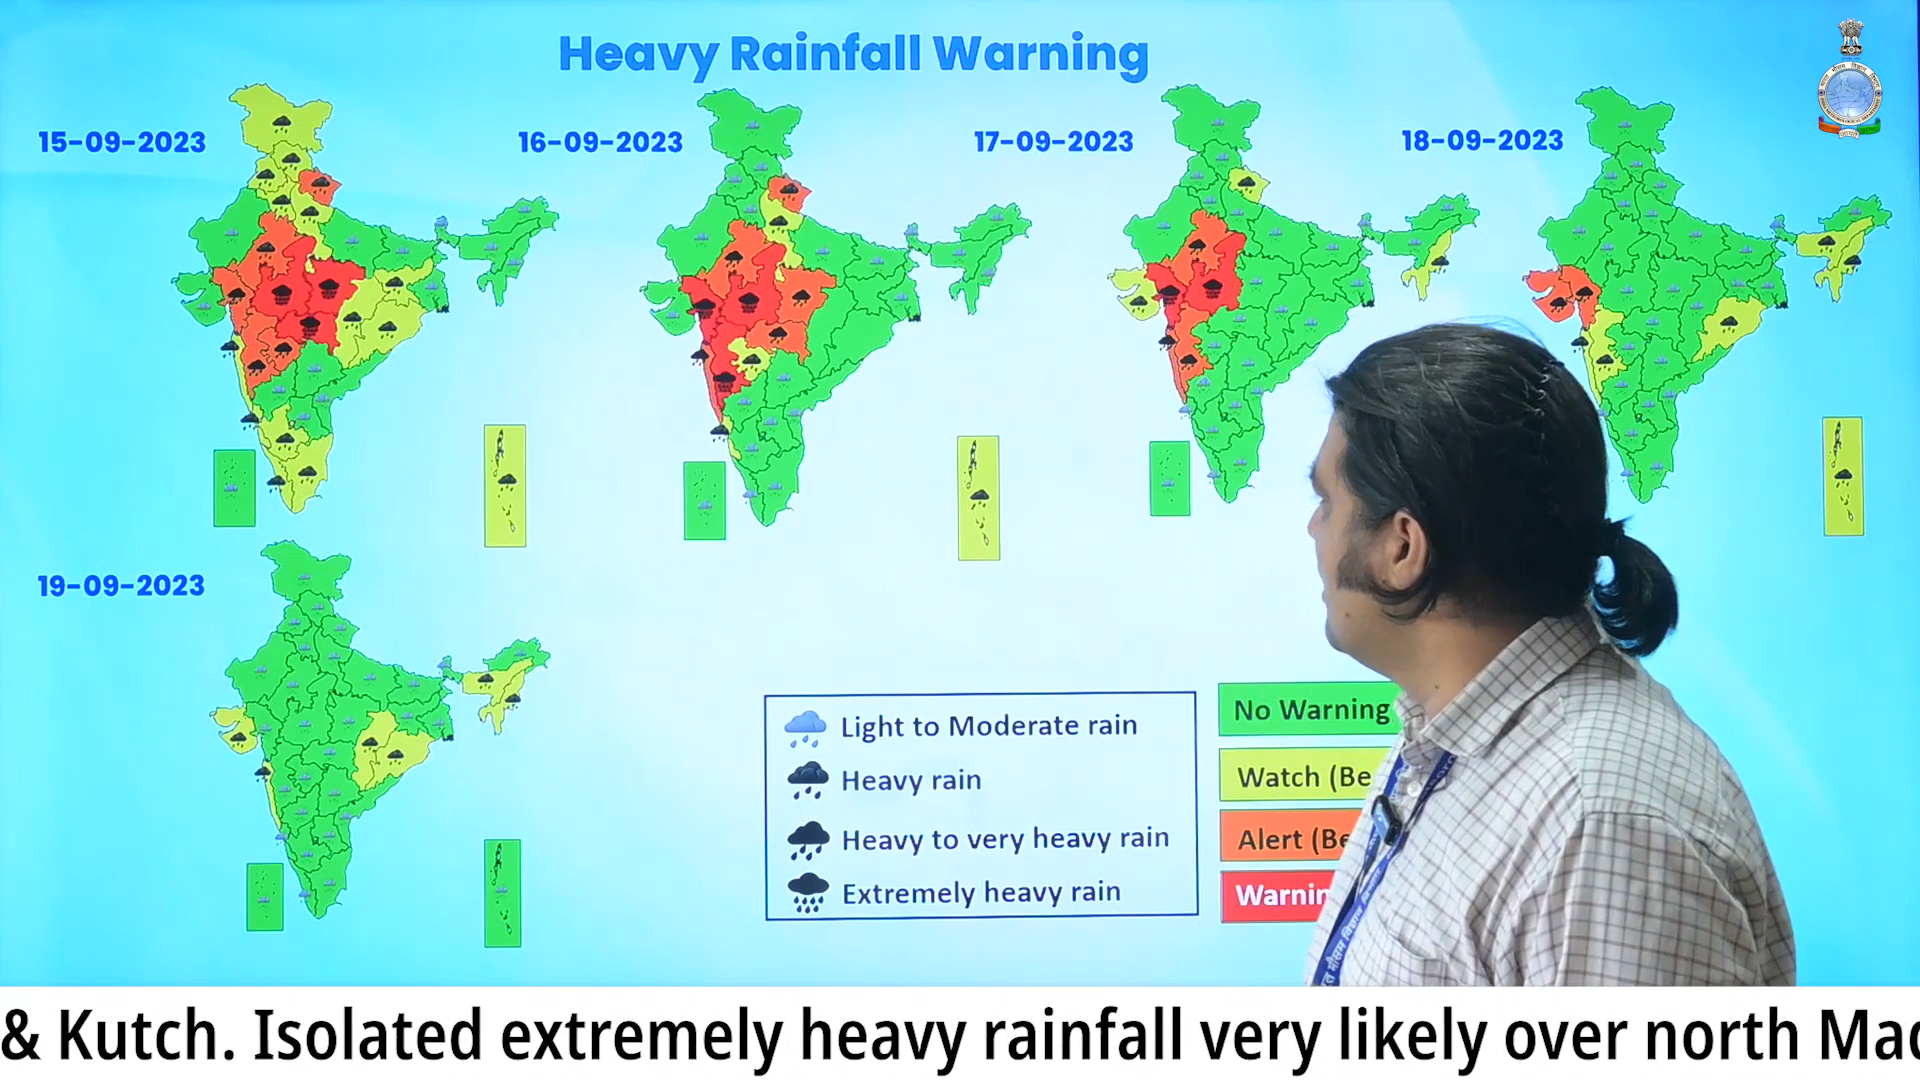 Heavy Rainfall Warning
15-09-2023
16-09-2023
17-09-2023
18-09-2023
19-09-2023
Light to Moderate rain
Heavy rain
Heavy to very heavy rain
Extremely heavy rain
No Warning
Watch (Be
Alert (Be
Warnin
मौसम विज्ञान
& Kutch. Isolated extremely heavy rainfall very likely over north Mad